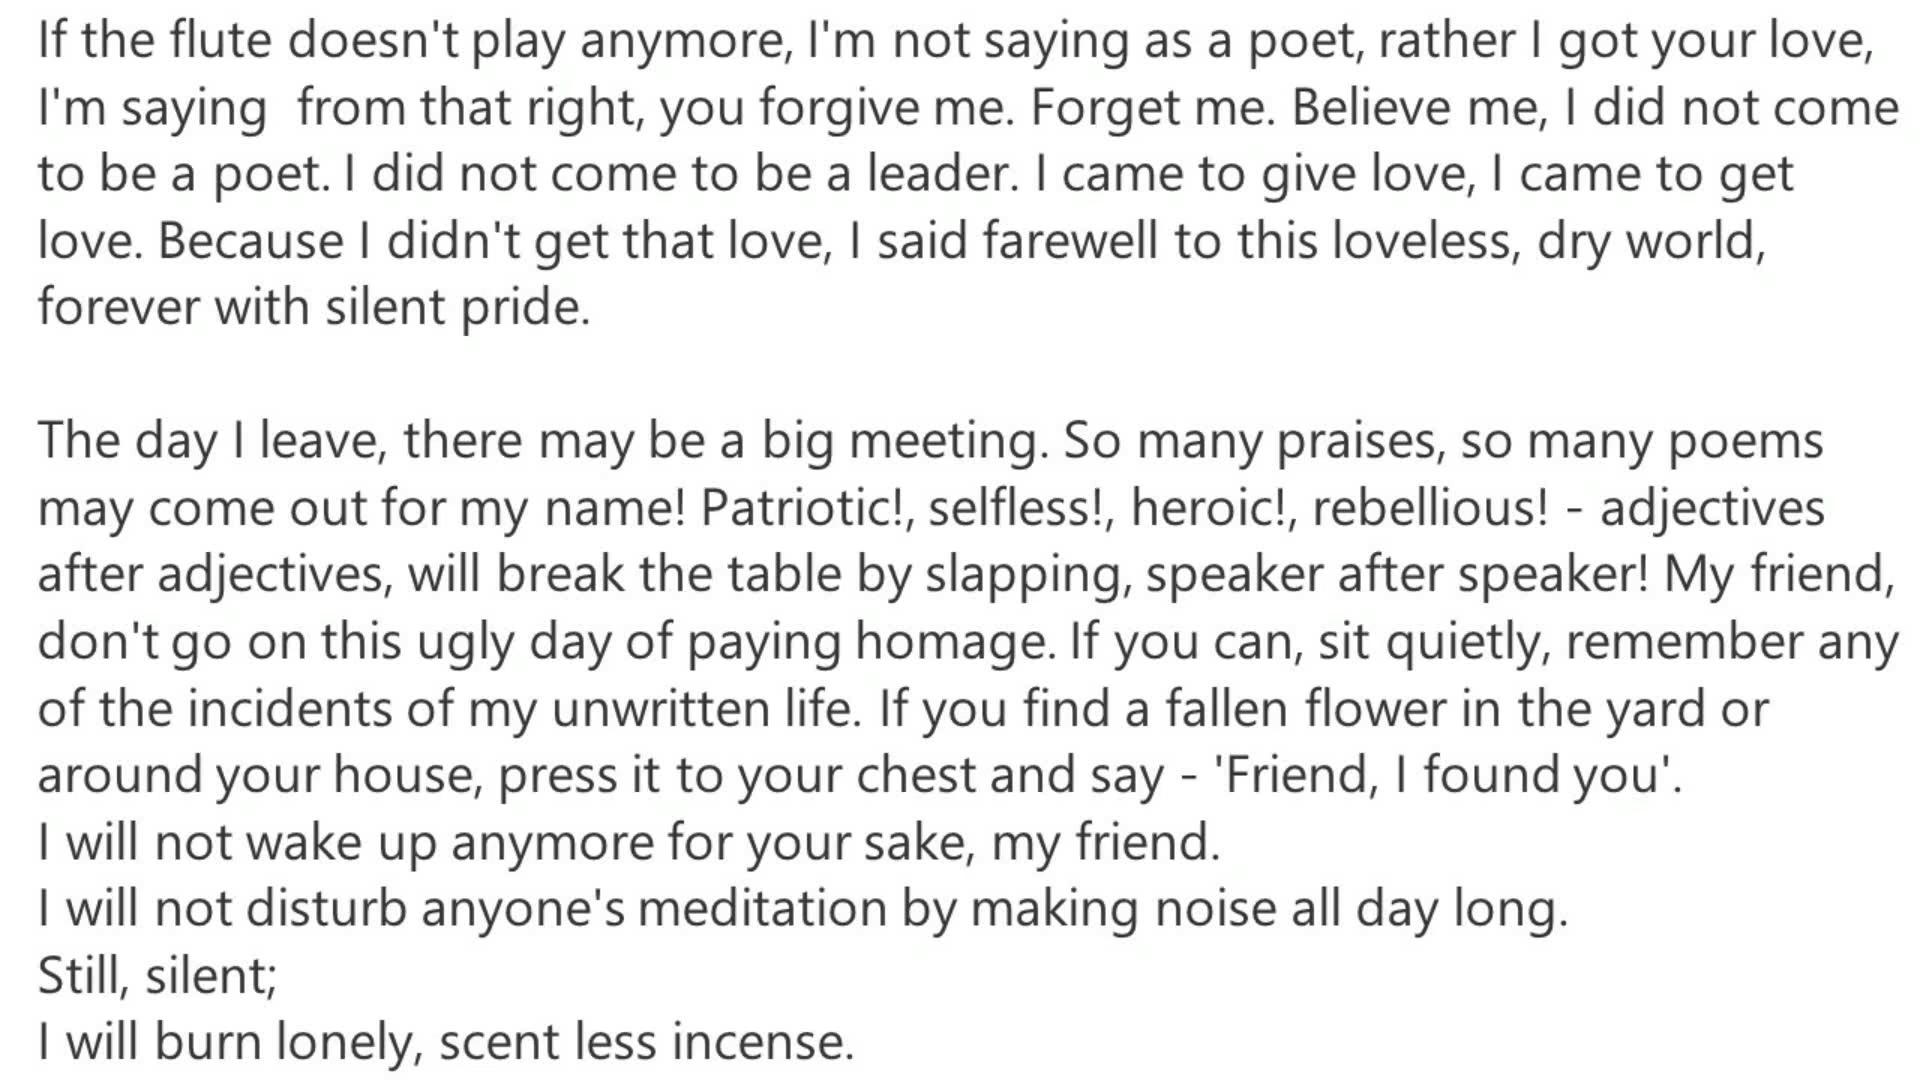 If the flute doesn't play anymore, I'm not saying as a poet, rather I got your love,
I'm saying  from that right, you forgive me. Forget me. Believe me, I did not come
to be a poet. I did not come to be a leader. I came to give love, I came to get
love. Because I didn't get that love, I said farewell to this loveless, dry world,
forever with silent pride.

The day I leave, there may be a big meeting. So many praises, so many poems
may come out for my name! Patriotic!, selfless!, heroic!, rebellious! - adjectives
after adjectives, will break the table by slapping, speaker after speaker! My friend,
don't go on this ugly day of paying homage. If you can, sit quietly, remember any
of the incidents of my unwritten life. If you find a fallen flower in the yard or
around your house, press it to your chest and say - 'Friend, I found you'.
I will not wake up anymore for your sake, my friend.
I will not disturb anyone's meditation by making noise all day long.
Still, silent;
I will burn lonely, scent less incense.